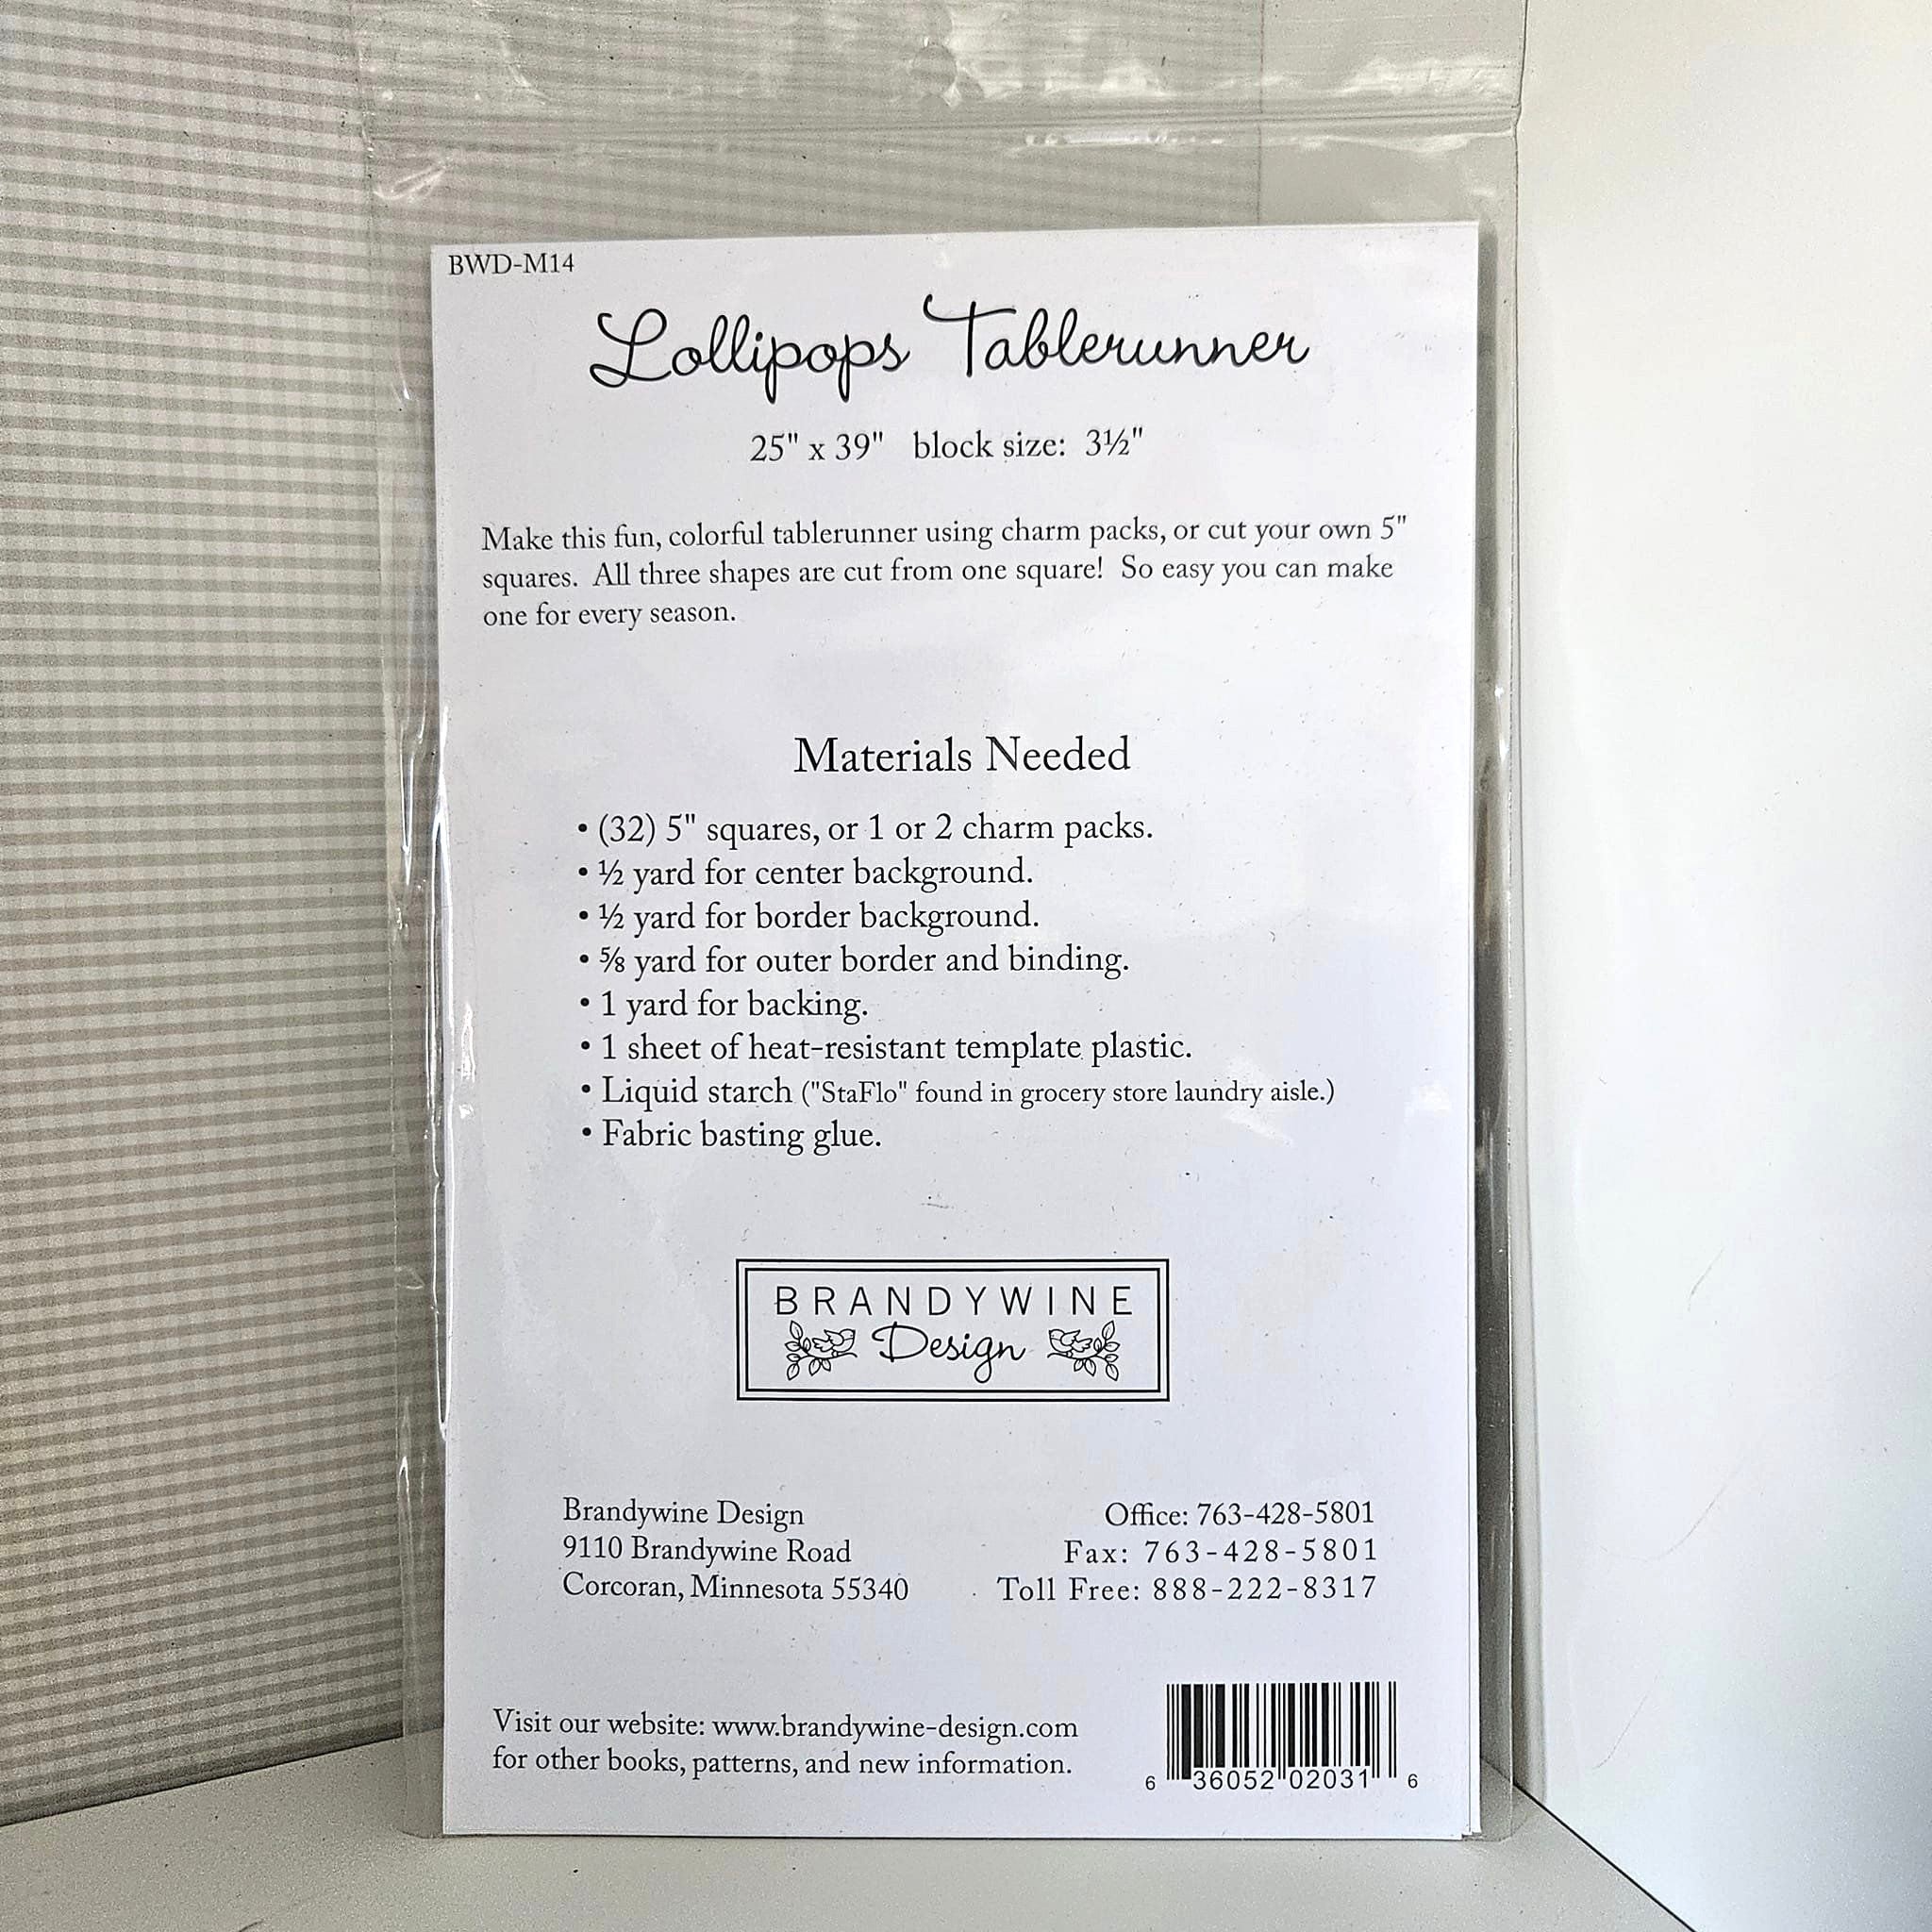 BWD-M14
Lollipops Tablerunner
25" x 39" block size: 3½"
Make this fun, colorful tablerunner using charm packs, or cut your own 5"
squares. All three shapes are cut from one square! So easy you can make
one for every season.
Materials Needed
• (32) 5" squares, or 1 or 2 charm packs.
• ½ yard for center background.
• ½ yard for border background.
• ⅝ yard for outer border and binding.
• 1 yard for backing.
• 1 sheet of heat-resistant template plastic.
• Liquid starch ("StaFlo" found in grocery store laundry aisle.)
• Fabric basting glue.
BRANDYWINE
Design
Brandywine Design
9110 Brandywine Road
Corcoran, Minnesota 55340
Office: 763-428-5801
Fax: 763-428-5801
Toll Free: 888-222-8317
Visit our website: www.brandywine-design.com
for other books, patterns, and new information.
6 36052 02031 6